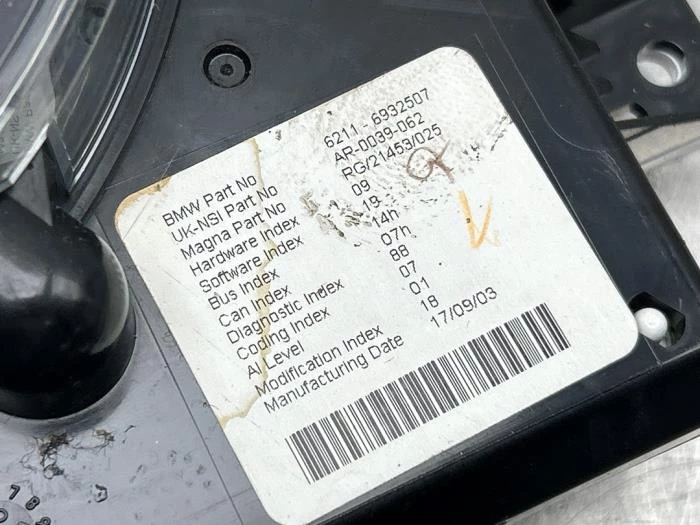 BMW Part No 6211 - 6932507
UK-NSI Part No AR-0039-062
Magna Part No RG/21453/025
Hardware Index 09
Software Index 18
Bus Index 14h
Can Index 07h
Diagnostic Index 88
Coding Index 07
AI Level 01
Modification Index 18
Manufacturing Date 17/09/03